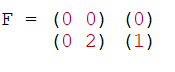 F = (0 0) (0)
(0 2) (1)